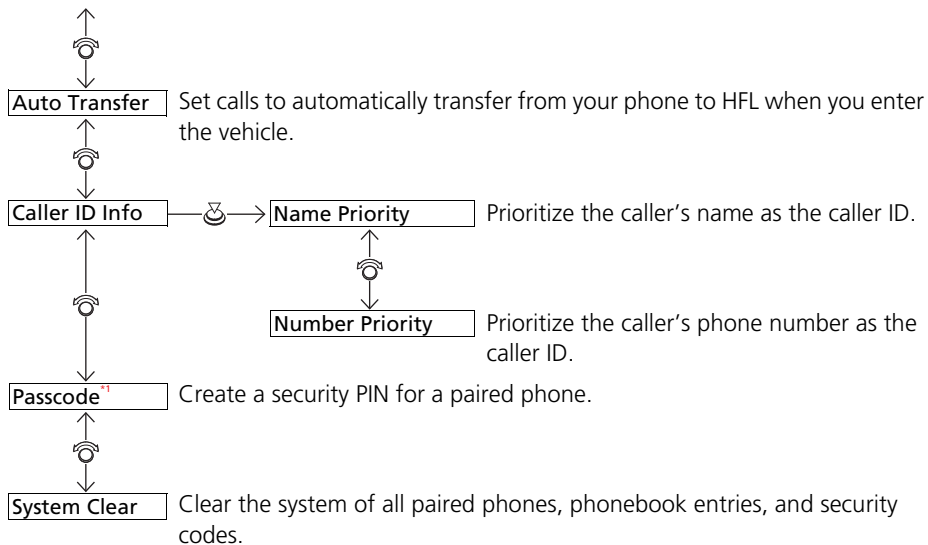 Auto Transfer
Set calls to automatically transfer from your phone to HFL when you enter
the vehicle.
Caller ID Info
Name Priority
Prioritize the caller's name as the caller ID.
Number Priority
Prioritize the caller's phone number as the
caller ID.
Passcode*1
Create a security PIN for a paired phone.
System Clear
Clear the system of all paired phones, phonebook entries, and security
codes.